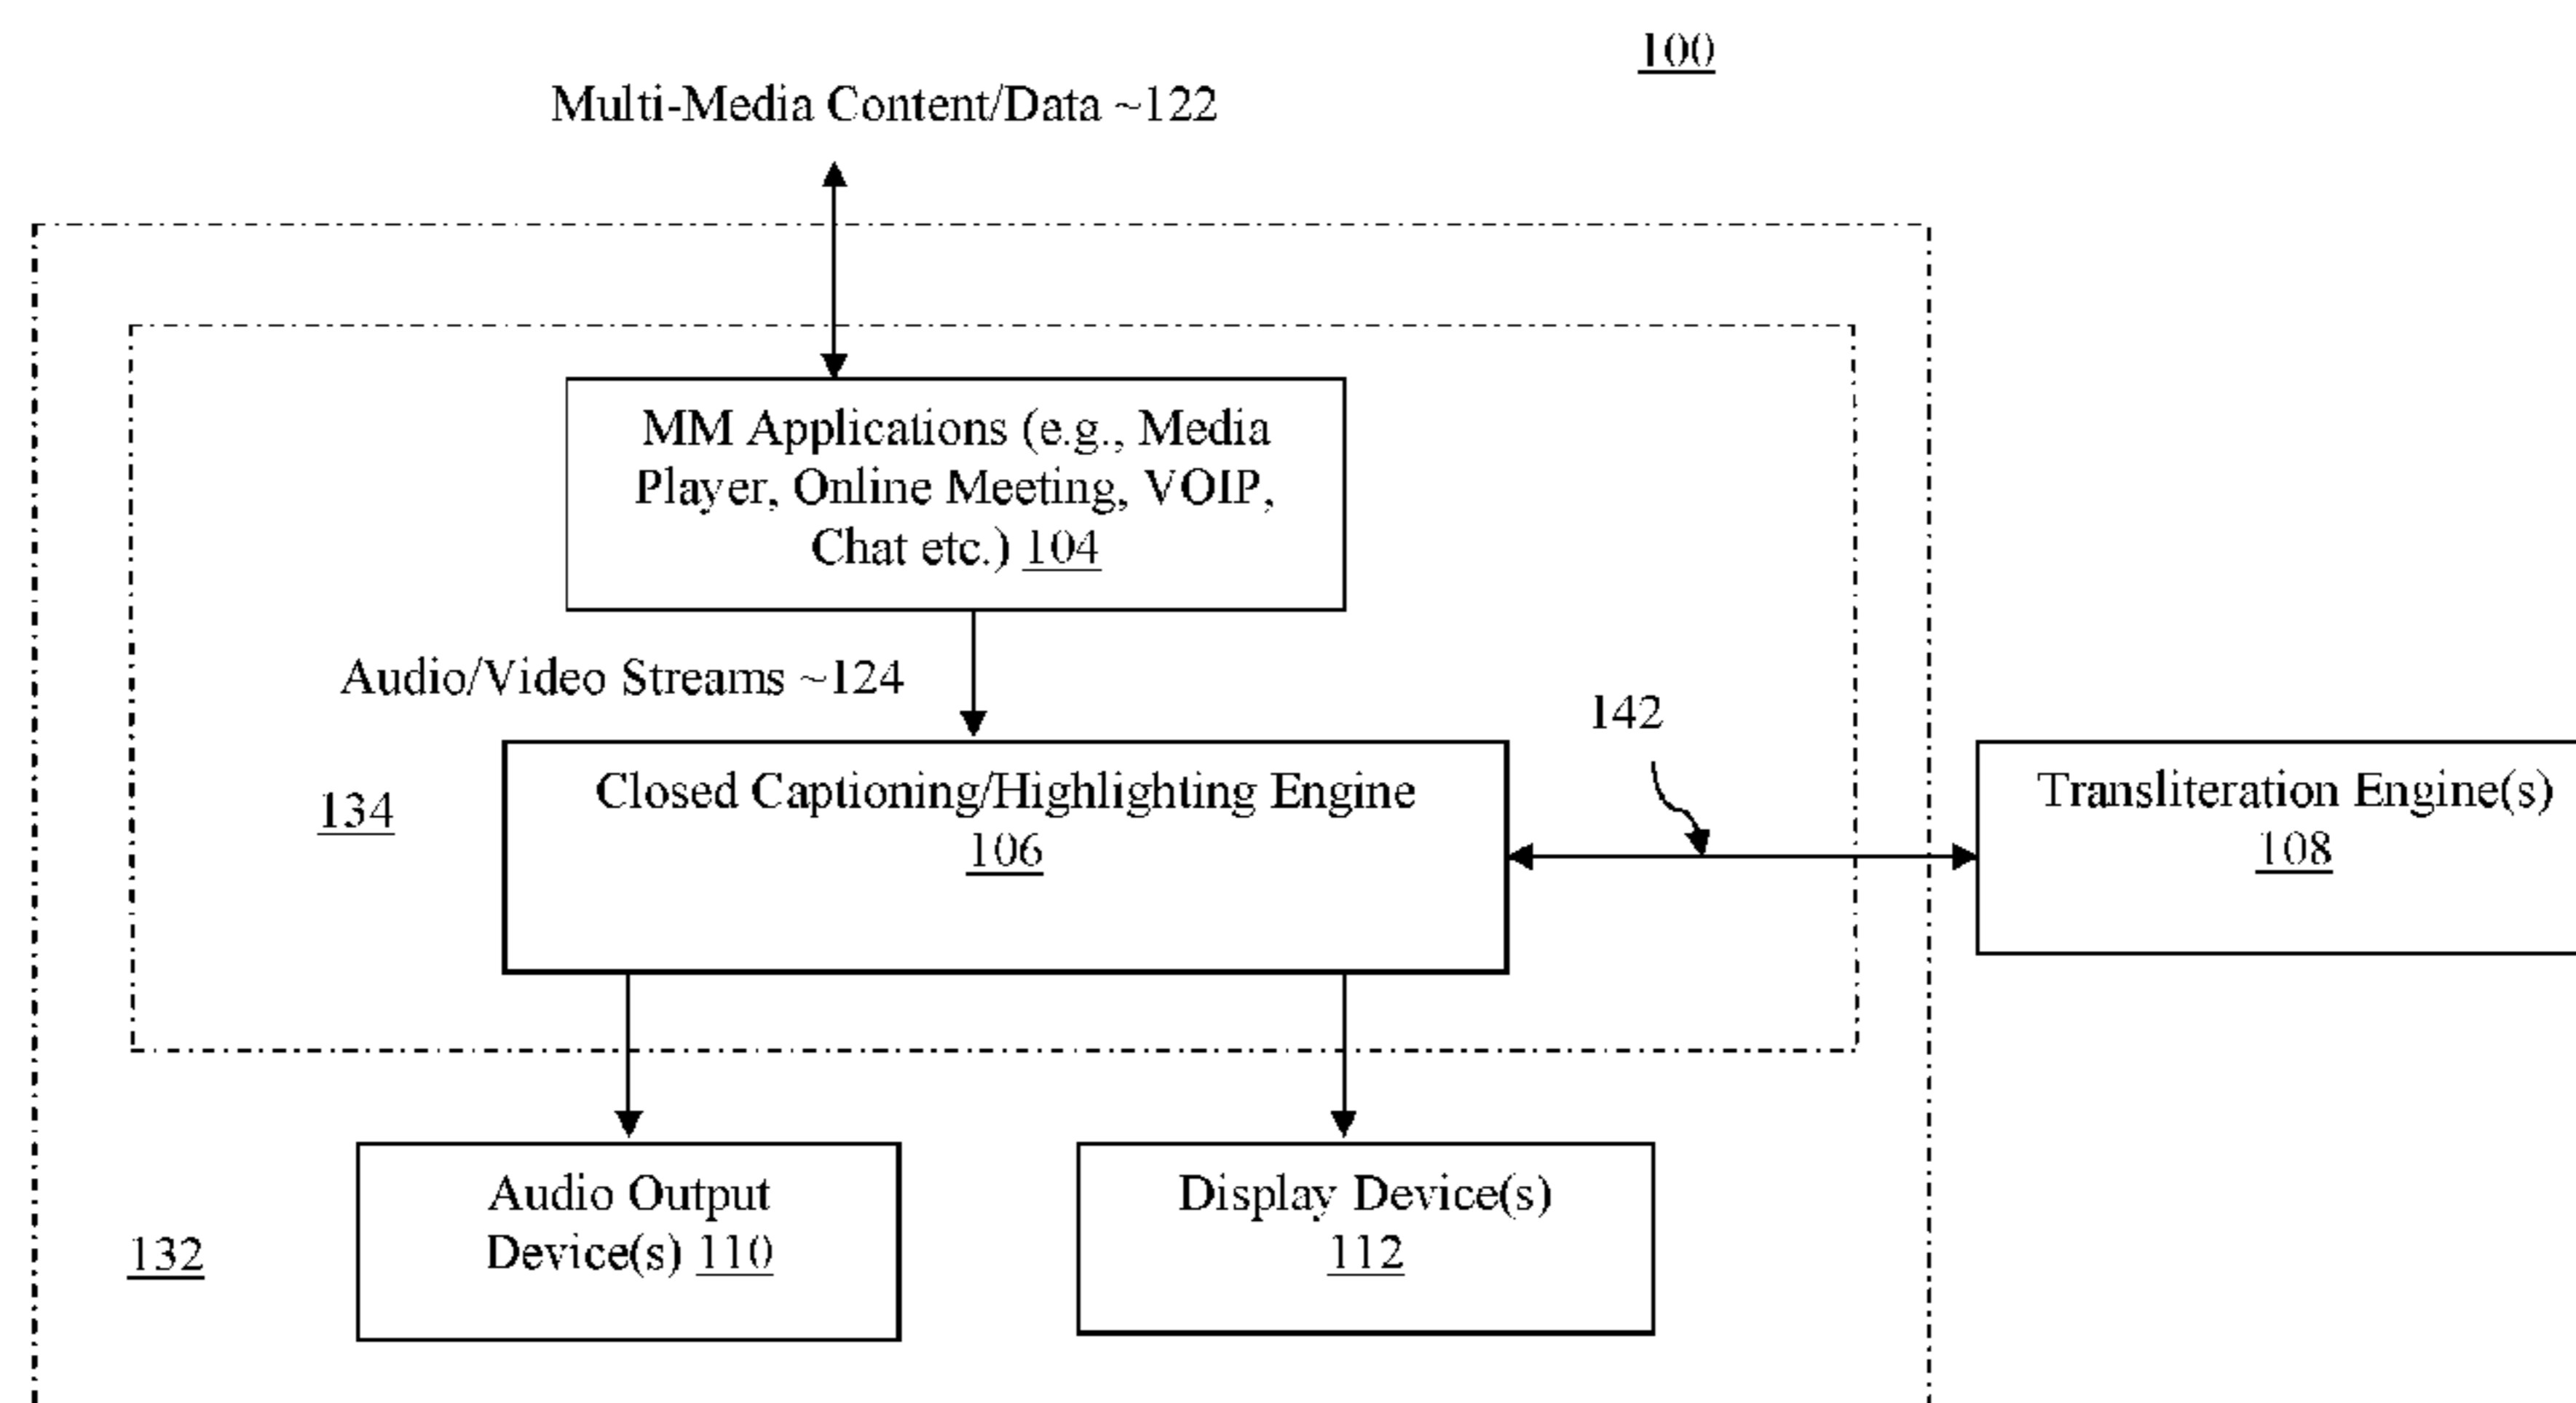 100
Multi-Media Content/Data ~122
MM Applications (e.g., Media
Player, Online Meeting, VOIP,
Chat etc.) 104
Audio/Video Streams ~124
142
134
Closed Captioning/Highlighting Engine
106
Transliteration Engine(s)
108
132
Audio Output
Device(s) 110
Display Device(s)
112